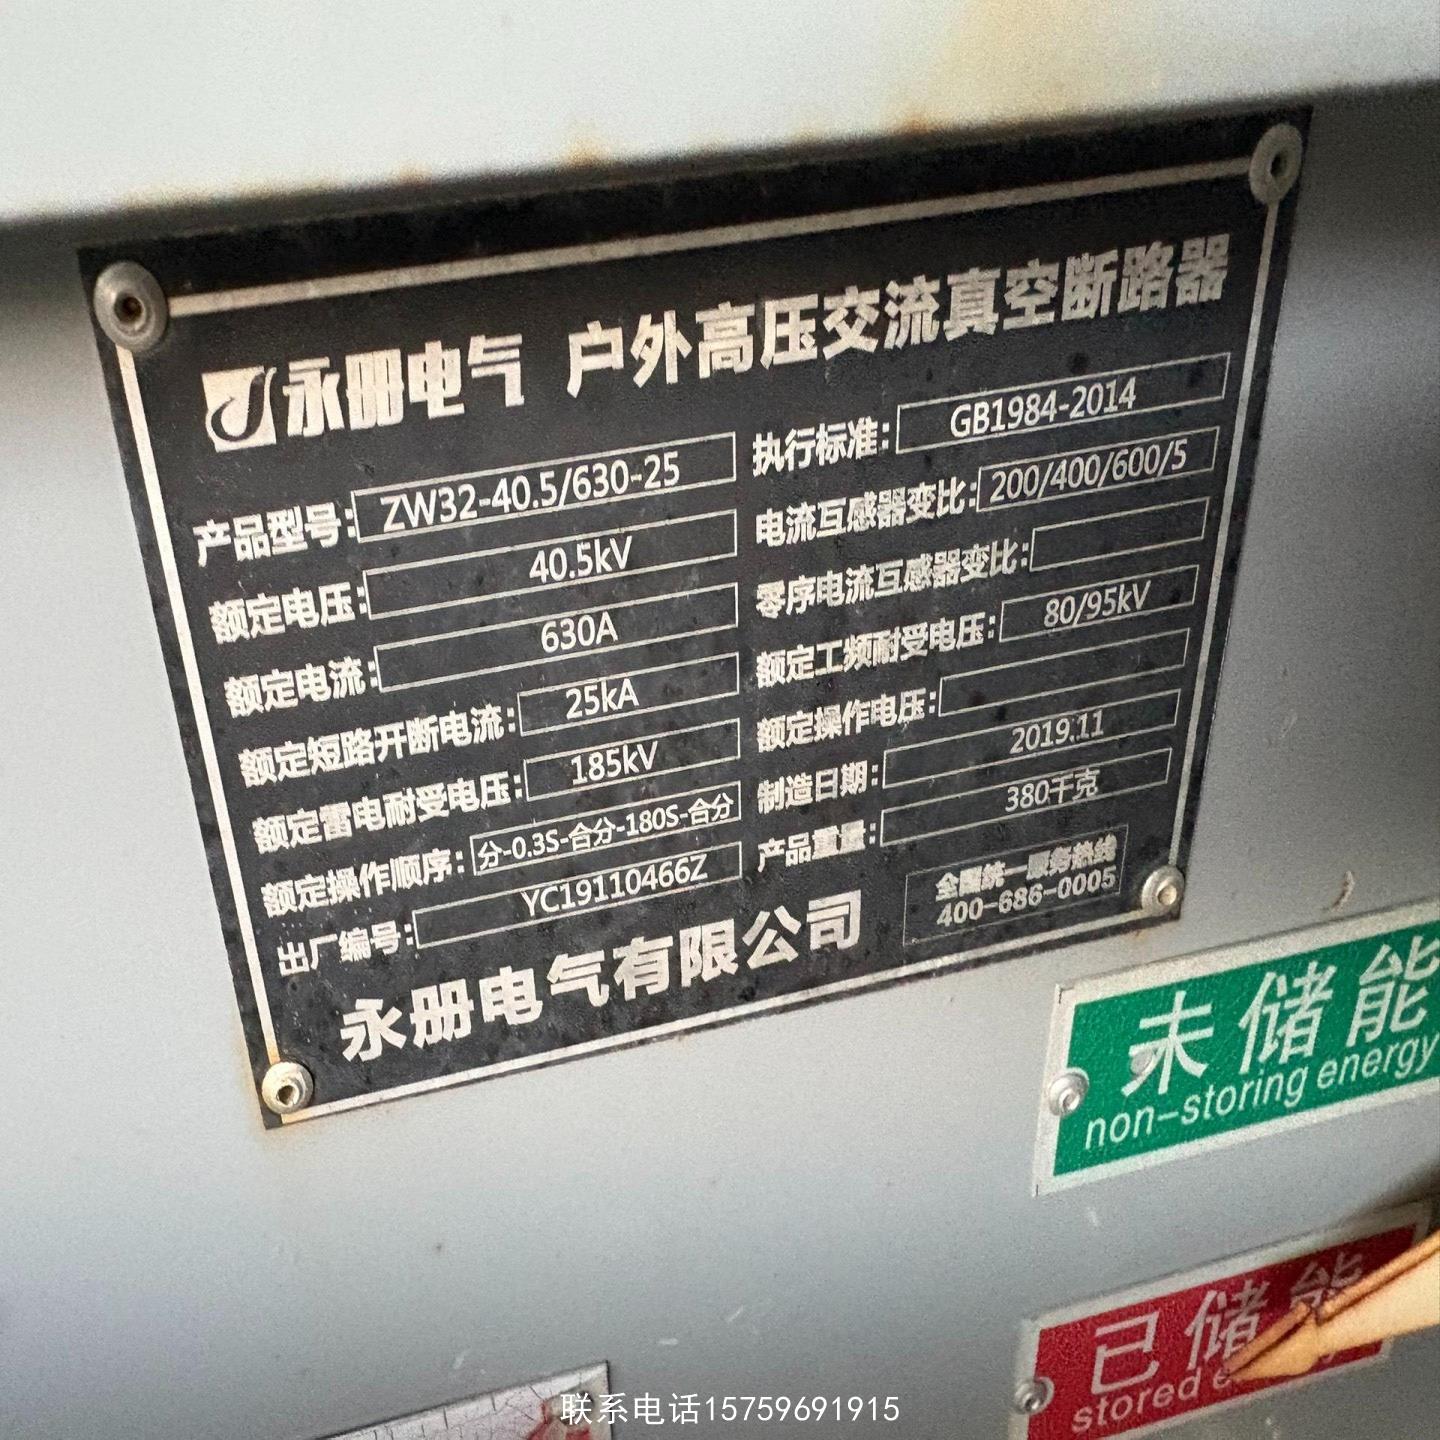 永册电气 户外高压交流真空断路器
产品型号: ZW32-40.5/630-25
额定电压: 40.5kV
额定电流: 630A
额定短路开断电流: 25kA
额定雷电耐受电压: 185kV
额定操作顺序: 分-0.3S-合分-180S-合分
出厂编号: YC19110466Z
执行标准: GB1984-2014
电流互感器变比: 200/400/600/5
零序电流互感器变比:
额定工频耐受电压: 80/95kV
额定操作电压:
制造日期: 2019.11
产品重量: 380千克
永册电气有限公司
全国统一服务热线
400-686-0005
未储能
non-storing energy
已储能
stored e
联系电话15759691915